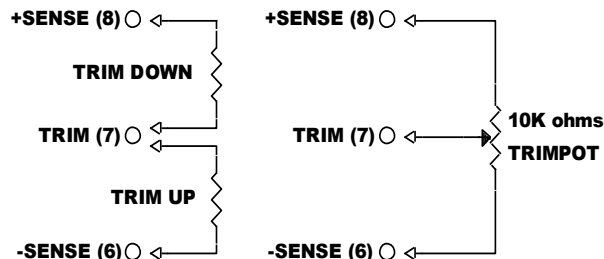 +SENSE (8)
TRIM DOWN
TRIM (7)
TRIM UP
-SENSE (6)
+SENSE (8)
10K ohms
TRIM (7)
TRIMPOT
-SENSE (6)